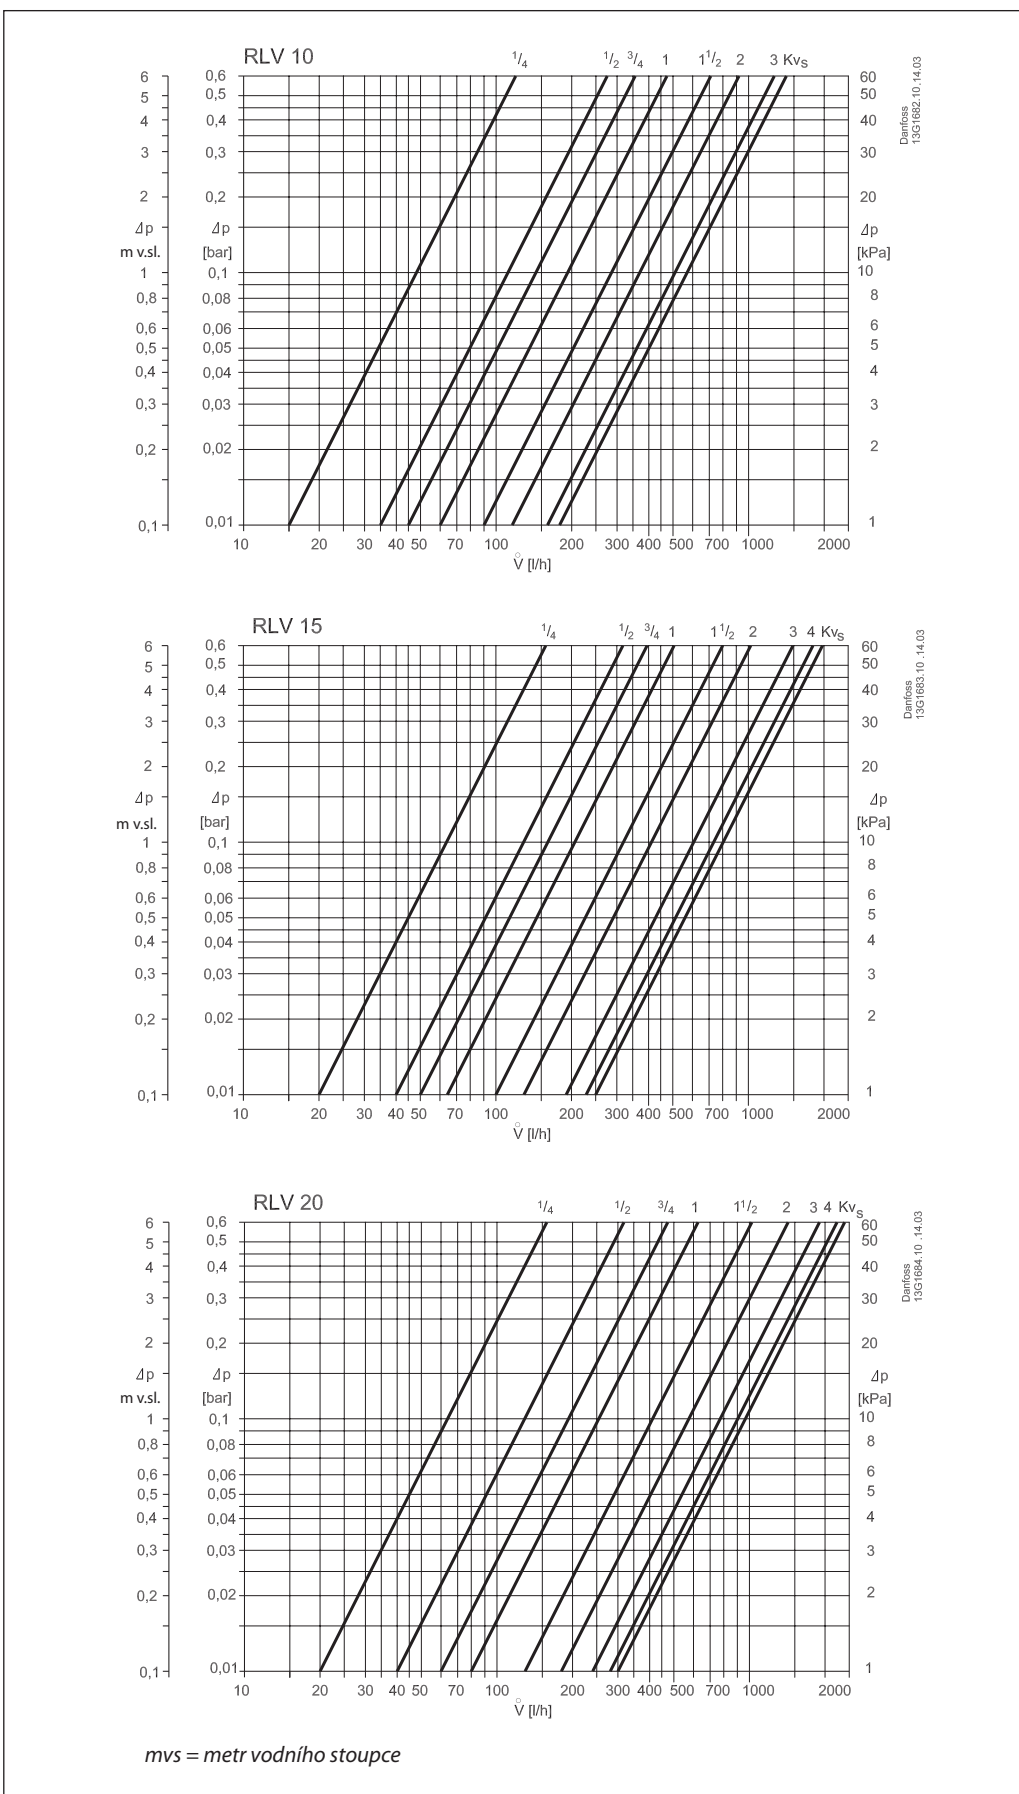 RLV 10
1/4 1/2 3/4 1 1 1/2 2 3 Kvs
6 0,6 60
5 0,5 50
4 0,4 40
3 0,3 30
2 0,2 20
Δp Δp Δp
m v.sl. [bar] [kPa]
1 0,1 10
0,8 0,08 8
0,6 0,06 6
0,5 0,05 5
0,4 0,04 4
0,3 0,03 3
0,2 0,02 2
0,1 0,01 1
10 20 30 40 50 70 100 200 300 400 500 700 1000 2000
V̊ [l/h]
Danfoss
13G1682.10.14.03
RLV 15
1/4 1/2 3/4 1 1 1/2 2 3 4 Kvs
6 0,6 60
5 0,5 50
4 0,4 40
3 0,3 30
2 0,2 20
Δp Δp Δp
m v.sl. [bar] [kPa]
1 0,1 10
0,8 0,08 8
0,6 0,06 6
0,5 0,05 5
0,4 0,04 4
0,3 0,03 3
0,2 0,02 2
0,1 0,01 1
10 20 30 40 50 70 100 200 300 400 500 700 1000 2000
V̊ [l/h]
Danfoss
13G1683.10 .14.03
RLV 20
1/4 1/2 3/4 1 1 1/2 2 3 4 Kvs
6 0,6 60
5 0,5 50
4 0,4 40
3 0,3 30
2 0,2 20
Δp Δp Δp
m v.sl. [bar] [kPa]
1 0,1 10
0,8 0,08 8
0,6 0,06 6
0,5 0,05 5
0,4 0,04 4
0,3 0,03 3
0,2 0,02 2
0,1 0,01 1
10 20 30 40 50 70 100 200 300 400 500 700 1000 2000
V̊ [l/h]
Danfoss
13G1684.10 .14.03
mvs = metr vodního stoupce